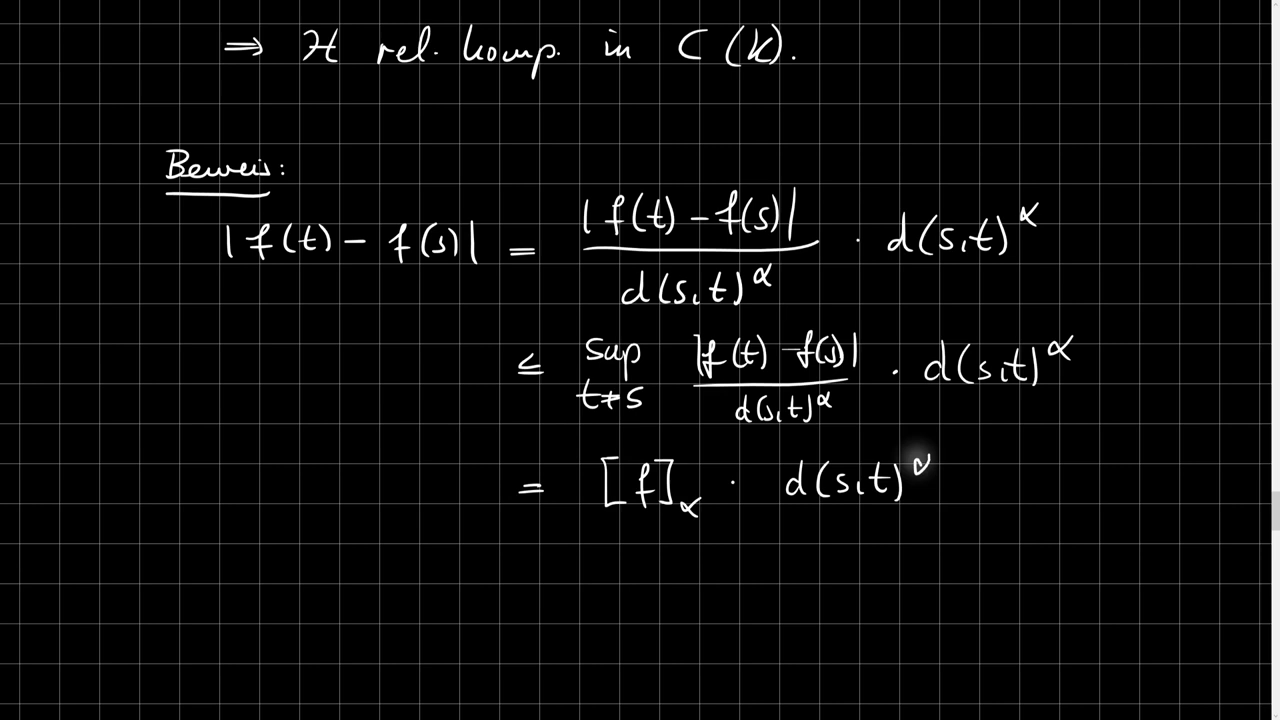 ⇒ ℋ rel. komp. in C(K).
Beweis:
|f(t) - f(s)| = |f(t) - f(s)| / d(s,t)^α · d(s,t)^α
≤ sup_{t≠s} |f(t) - f(s)| / d(s,t)^α · d(s,t)^α
= [f]_α · d(s,t)^α